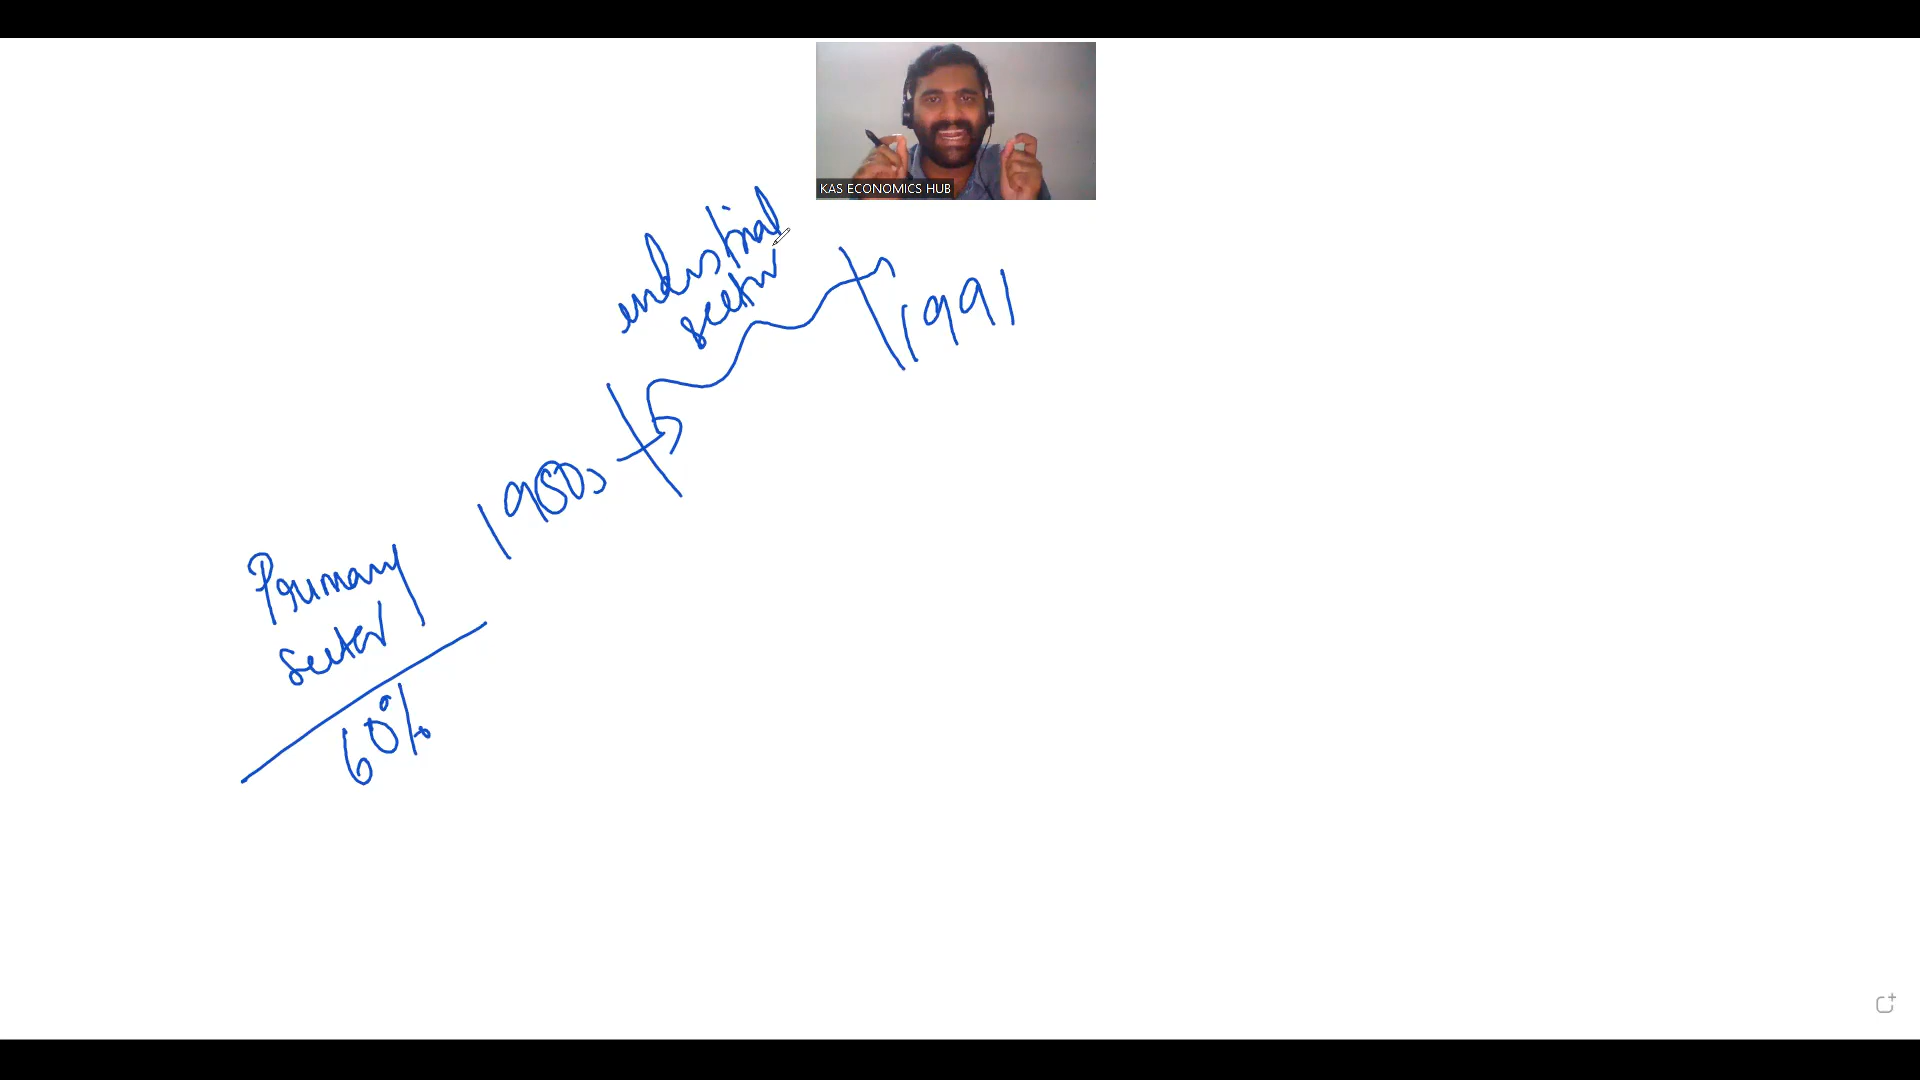 KAS ECONOMICS HUB
industrial
sector
1991
1980s
Primary
sector
60%